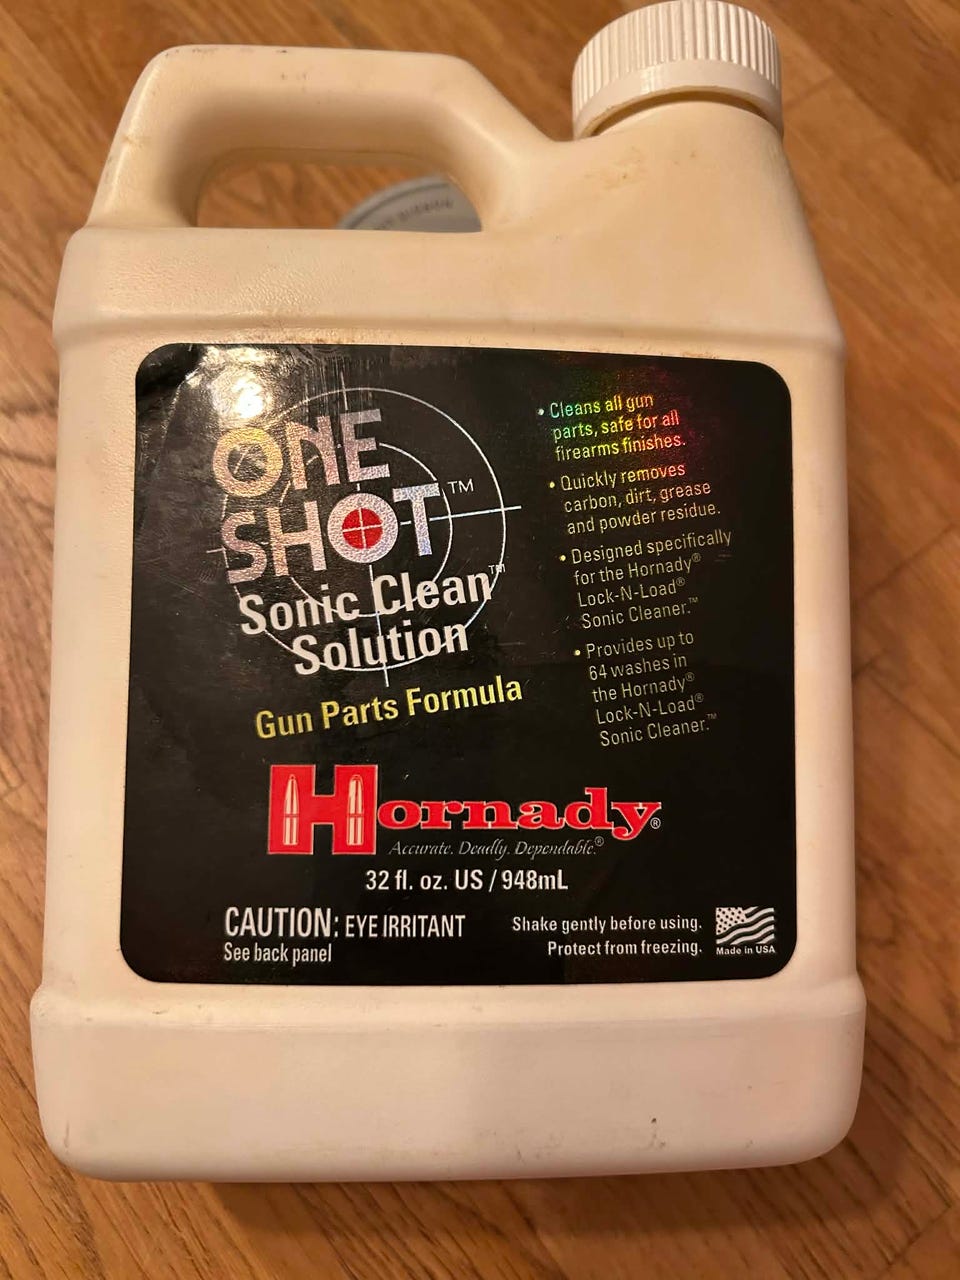 ONE
SHOT™
Sonic Clean™
Solution
Gun Parts Formula
• Cleans all gun
parts, safe for all
firearms finishes.
• Quickly removes
carbon, dirt, grease
and powder residue.
• Designed specifically
for the Hornady®
Lock-N-Load®
Sonic Cleaner.™
• Provides up to
64 washes in
the Hornady®
Lock-N-Load®
Sonic Cleaner.™
Hornady®
Accurate. Deadly. Dependable.®
32 fl. oz. US / 948mL
CAUTION: EYE IRRITANT
See back panel
Shake gently before using.
Protect from freezing.
Made in USA